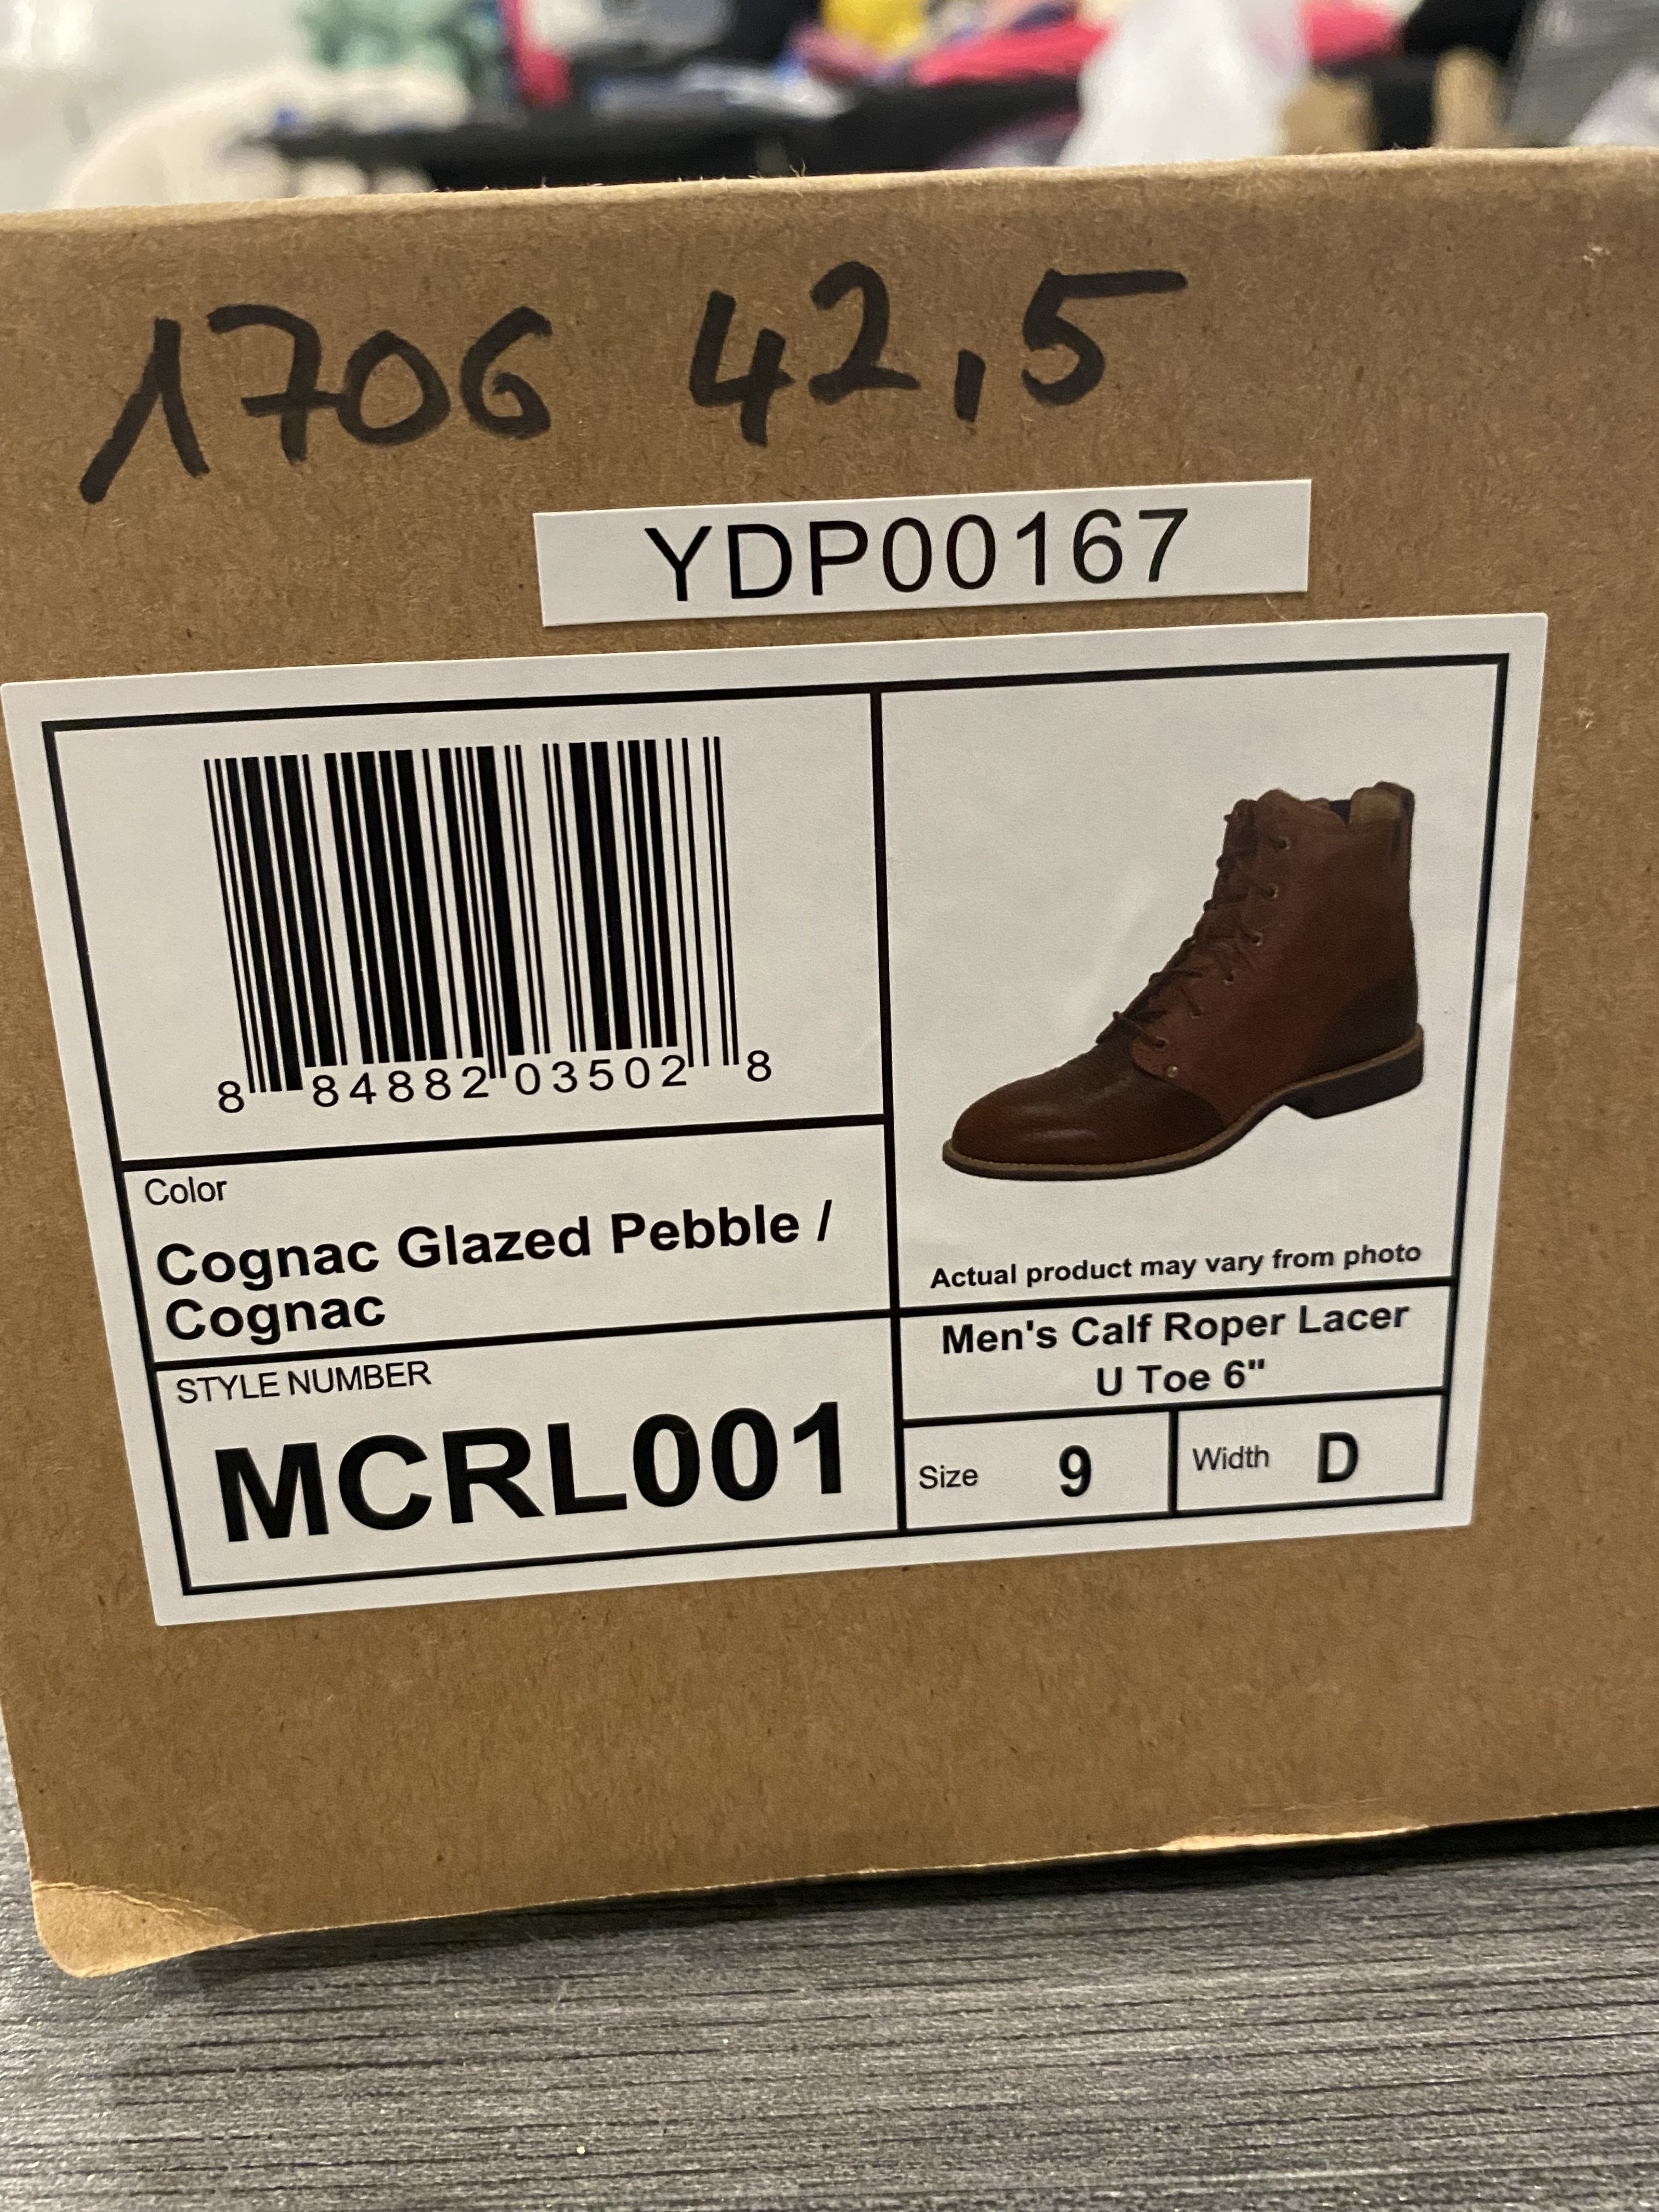 1706 42,5
YDP00167
8 84882 03502 8
Color
Cognac Glazed Pebble /
Cognac
STYLE NUMBER
MCRL001
Actual product may vary from photo
Men's Calf Roper Lacer
U Toe 6"
Size 9
Width D